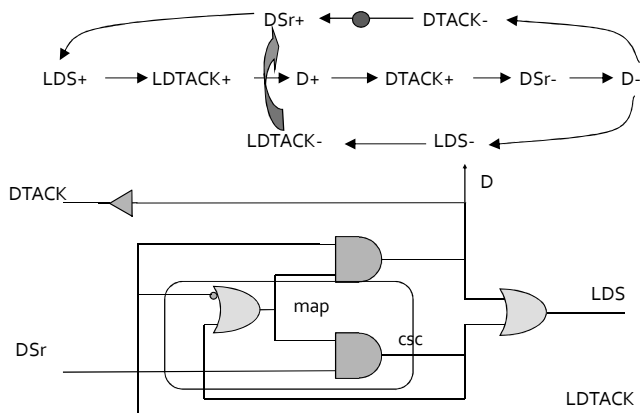 DSr+ DTACK-
LDS+ LDTACK+ D+ DTACK+ DSr- D-
LDTACK- LDS-
D
DTACK
map
LDS
csc
DSr
LDTACK